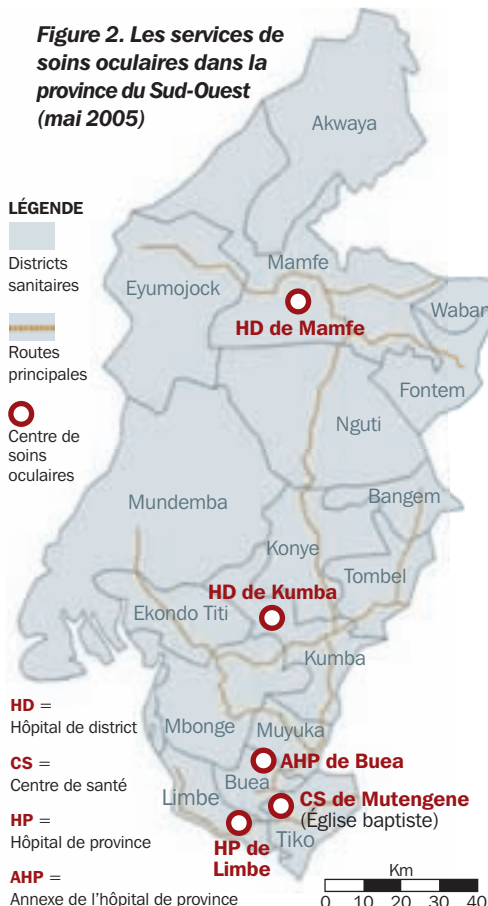 Figure 2. Les services de
soins oculaires dans la
province du Sud-Ouest
(mai 2005)
Akwaya
LÉGENDE
Districts
sanitaires
Routes
principales
Centre de
soins
oculaires
Mamfe
Eyumojock
HD de Mamfe
Waban
Fontem
Nguti
Bangem
Mundemba
Konye
Tombel
HD de Kumba
Ekondo Titi
Kumba
Mbonge
Muyuka
AHP de Buea
Buea
Limbe
CS de Mutengene
(Église baptiste)
HP de
Limbe
Tiko
HD =
Hôpital de district
CS =
Centre de santé
HP =
Hôpital de province
AHP =
Annexe de l'hôpital de province
Km
0 10 20 30 40